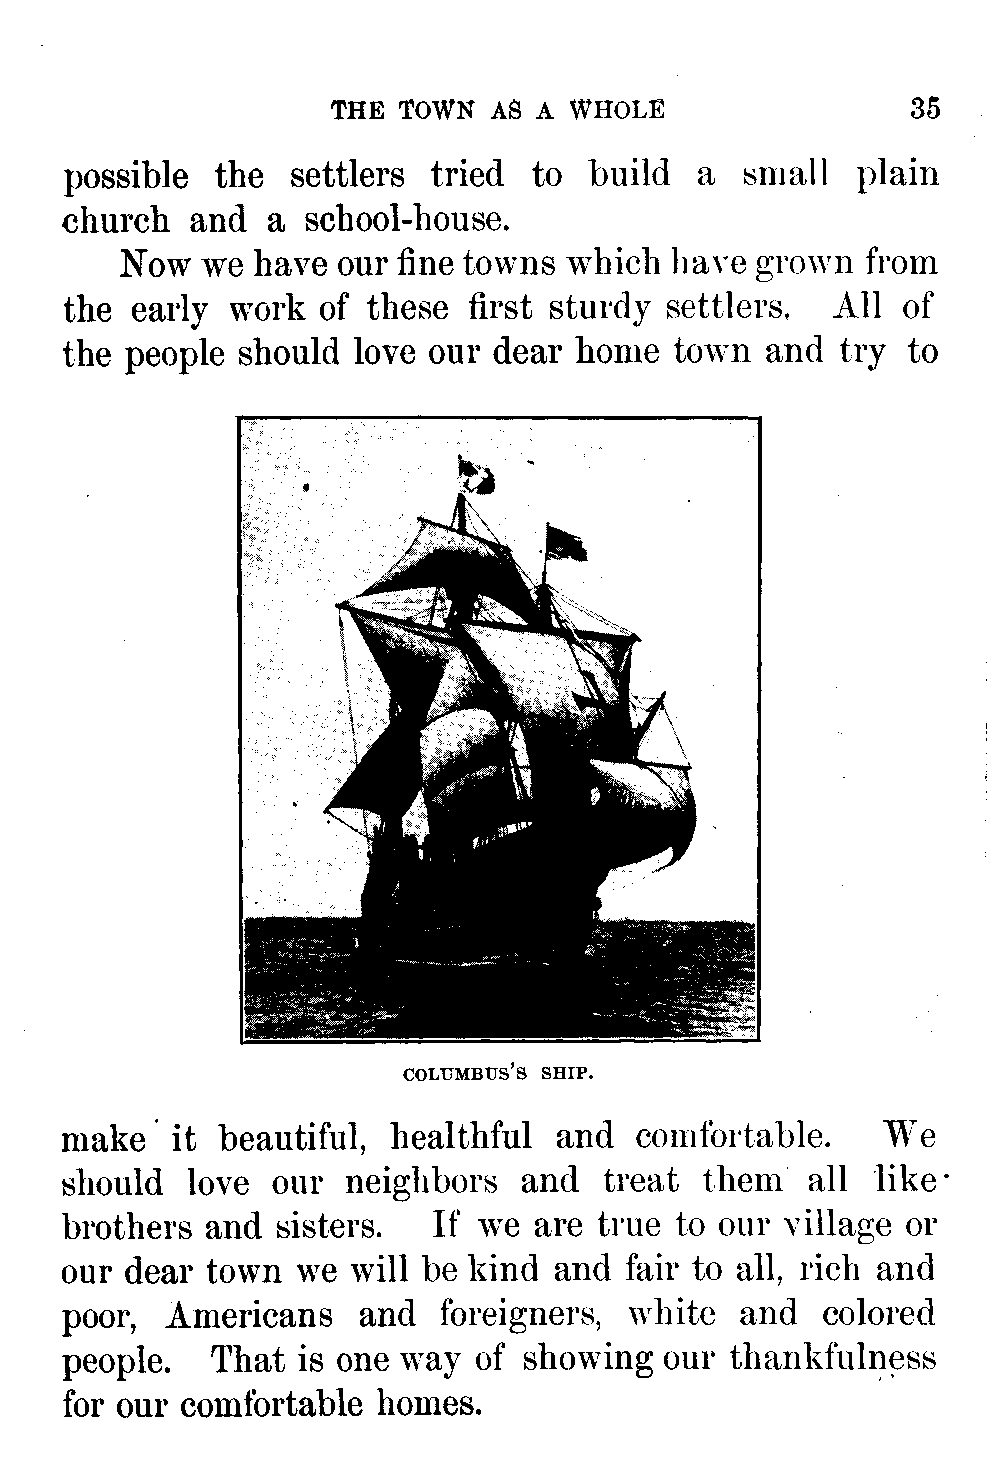 THE TOWN AS A WHOLE 35
possible the settlers tried to build a small plain
church and a school-house.
Now we have our fine towns which have grown from
the early work of these first sturdy settlers. All of
the people should love our dear home town and try to
COLUMBUS'S SHIP.
make it beautiful, healthful and comfortable. We
should love our neighbors and treat them all like
brothers and sisters. If we are true to our village or
our dear town we will be kind and fair to all, rich and
poor, Americans and foreigners, white and colored
people. That is one way of showing our thankfulness
for our comfortable homes.